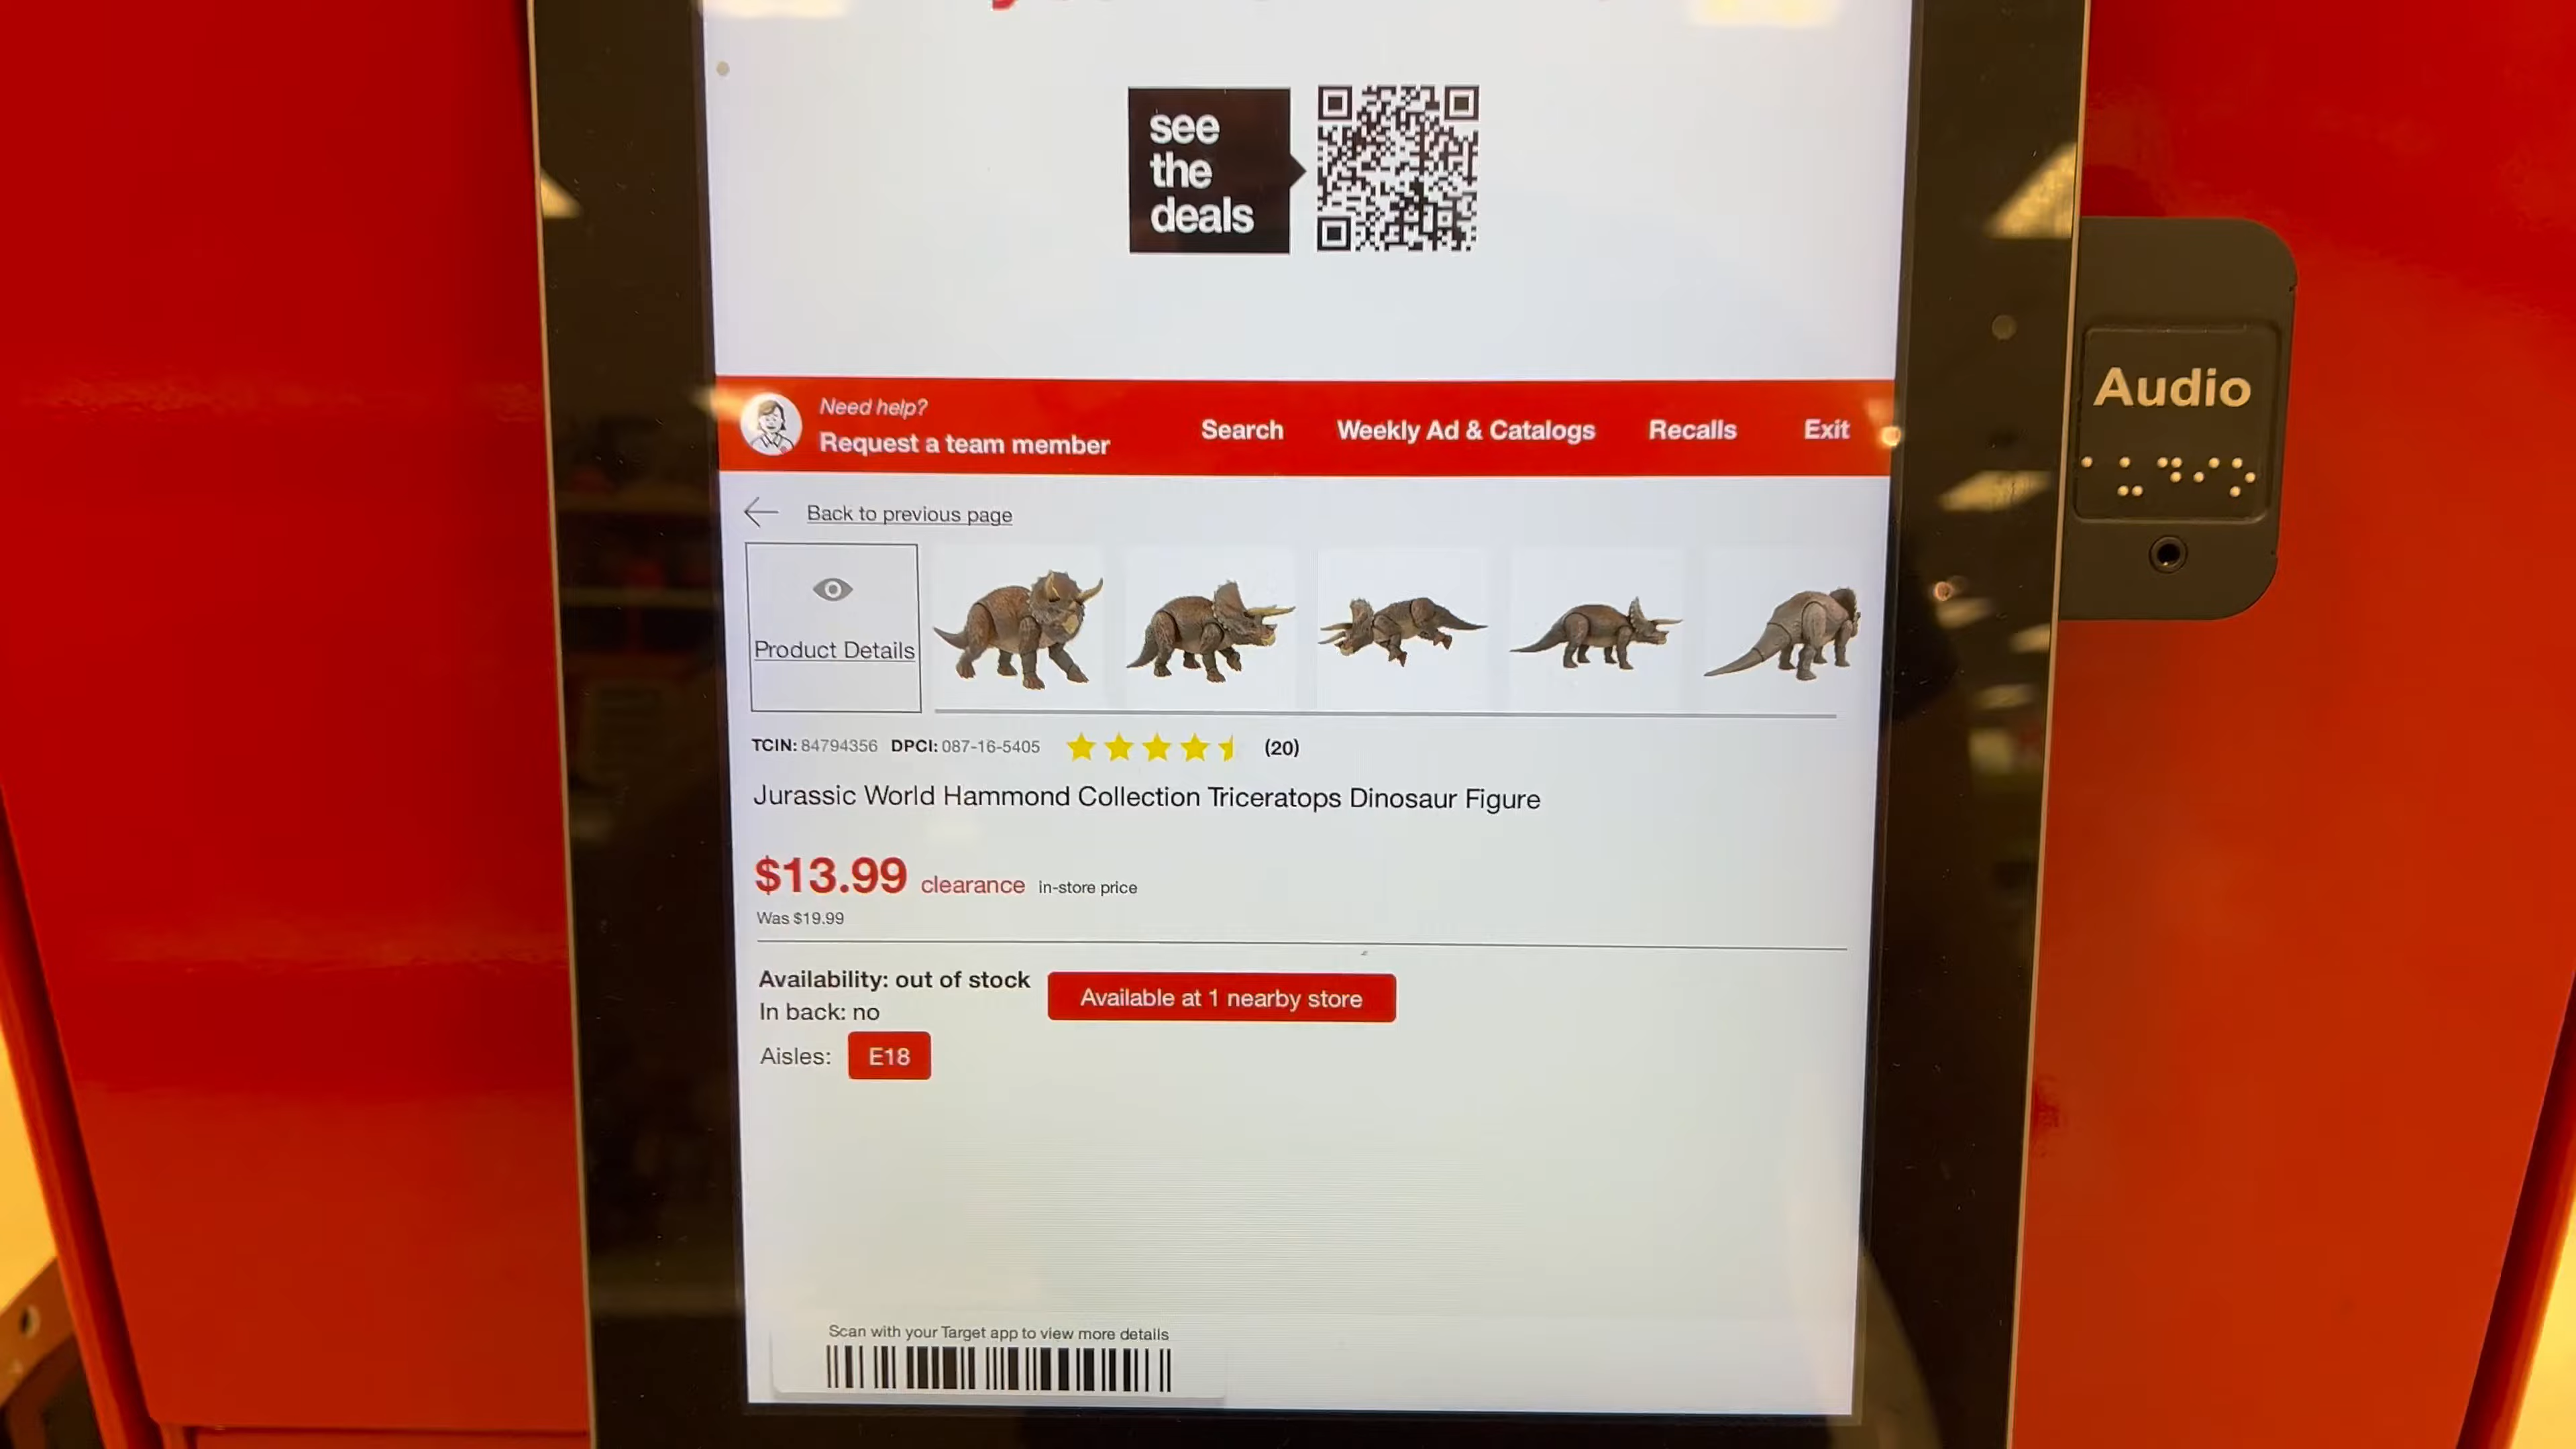 see
the
deals
Need help?
Request a team member
Search
Weekly Ad & Catalogs
Recalls
Exit
Audio
Back to previous page
Product Details
TCIN: 84794356 DPCI: 087-16-5405
(20)
Jurassic World Hammond Collection Triceratops Dinosaur Figure
$13.99 clearance in-store price
Was $19.99
Availability: out of stock
Available at 1 nearby store
In back: no
Aisles: E18
Scan with your Target app to view more details